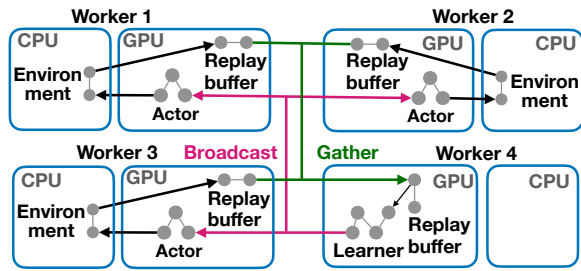 Worker 1
Worker 2
CPU
GPU
GPU
CPU
Environ
ment
Replay
buffer
Replay
buffer
Environ
ment
Actor
Actor
Worker 3
Broadcast
Gather
Worker 4
CPU
GPU
GPU
CPU
Environ
ment
Replay
buffer
Actor
Learner
Replay
buffer